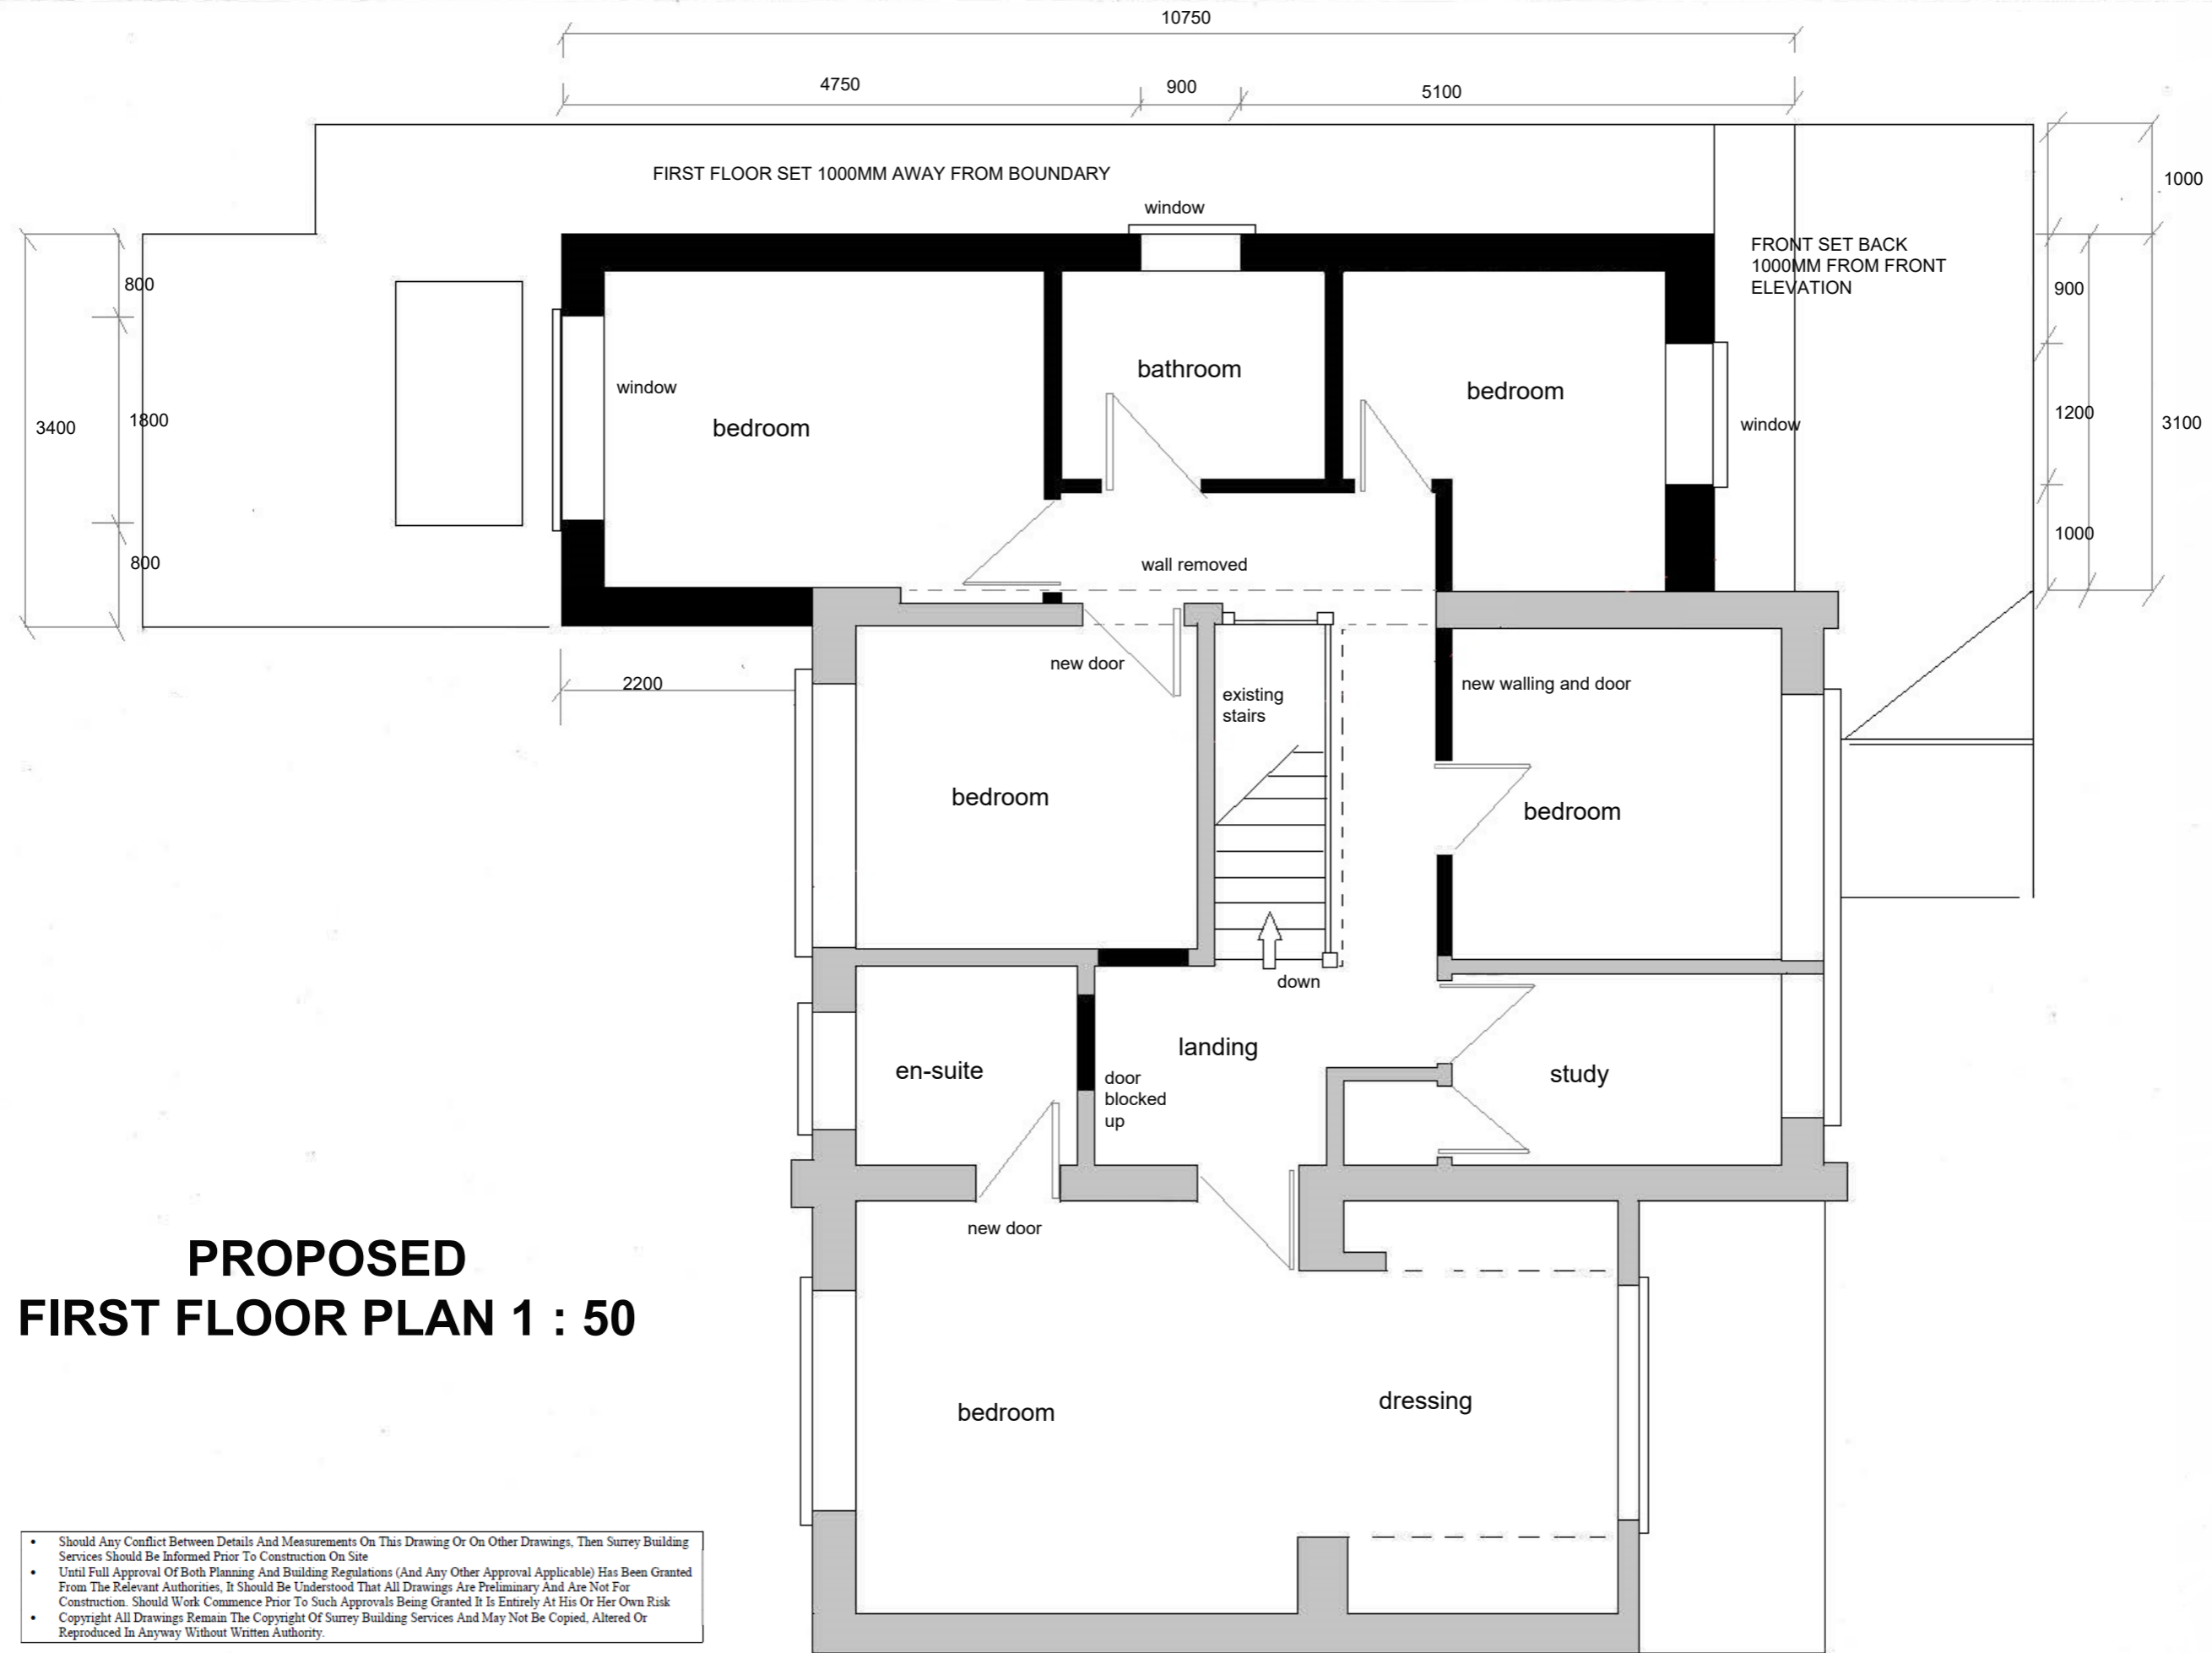 10750
4750
900
5100
FIRST FLOOR SET 1000MM AWAY FROM BOUNDARY
1000
window
FRONT SET BACK
1000MM FROM FRONT
ELEVATION
800
900
bathroom
window
bedroom
1800
3400
bedroom
window
1200
3100
1000
800
wall removed
new door
2200
existing
stairs
new walling and door
bedroom
bedroom
down
landing
en-suite
door
blocked
up
study
new door
PROPOSED
FIRST FLOOR PLAN 1 : 50
bedroom
dressing
• Should Any Conflict Between Details And Measurements On This Drawing Or On Other Drawings, Then Surrey Building
Services Should Be Informed Prior To Construction On Site
• Until Full Approval Of Both Planning And Building Regulations (And Any Other Approval Applicable) Has Been Granted
From The Relevant Authorities, It Should Be Understood That All Drawings Are Preliminary And Are Not For
Construction. Should Work Commence Prior To Such Approvals Being Granted It Is Entirely At His Or Her Own Risk
• Copyright All Drawings Remain The Copyright Of Surrey Building Services And May Not Be Copied, Altered Or
Reproduced In Anyway Without Written Authority.